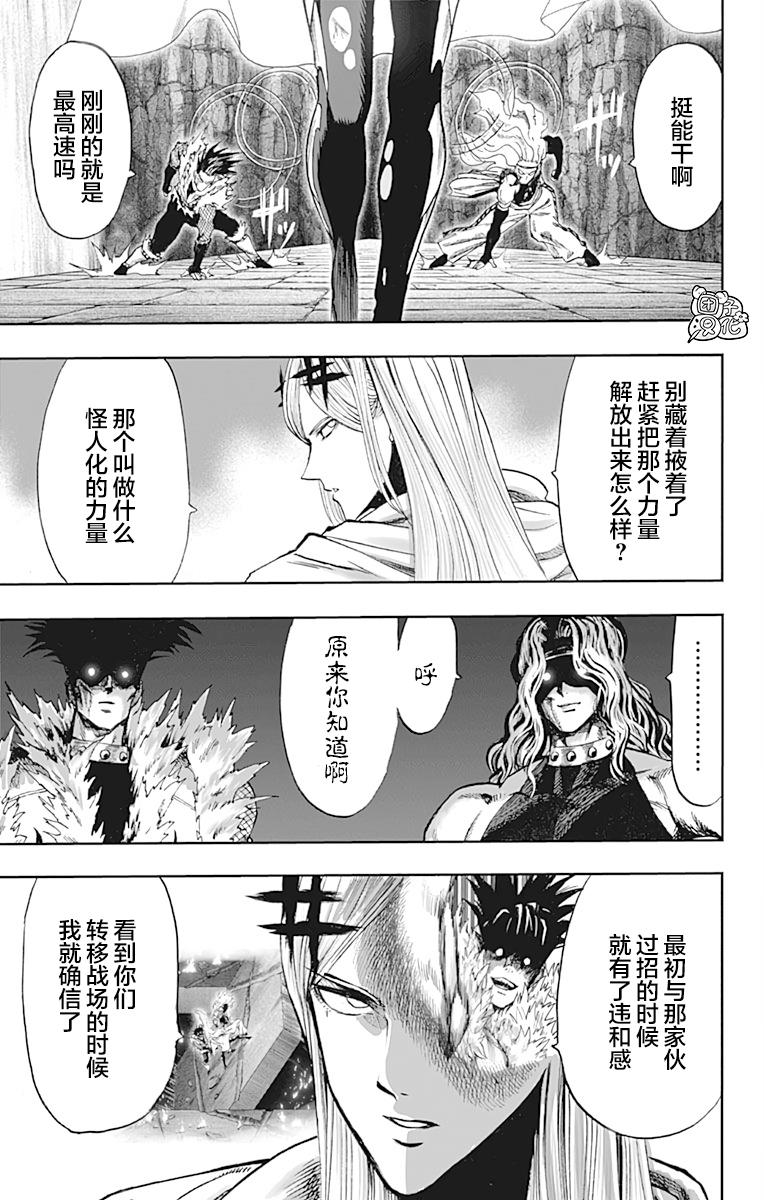 挺能干啊
刚刚的就是
最高速吗
团子汉化
别藏着掖着了
赶紧把那个力量
解放出来怎么样？
那个叫做什么
怪人化的力量
…………
呼
原来你知道啊
最初与那家伙
过招的时候
就有了违和感
看到你们
转移战场的时候
我就确信了